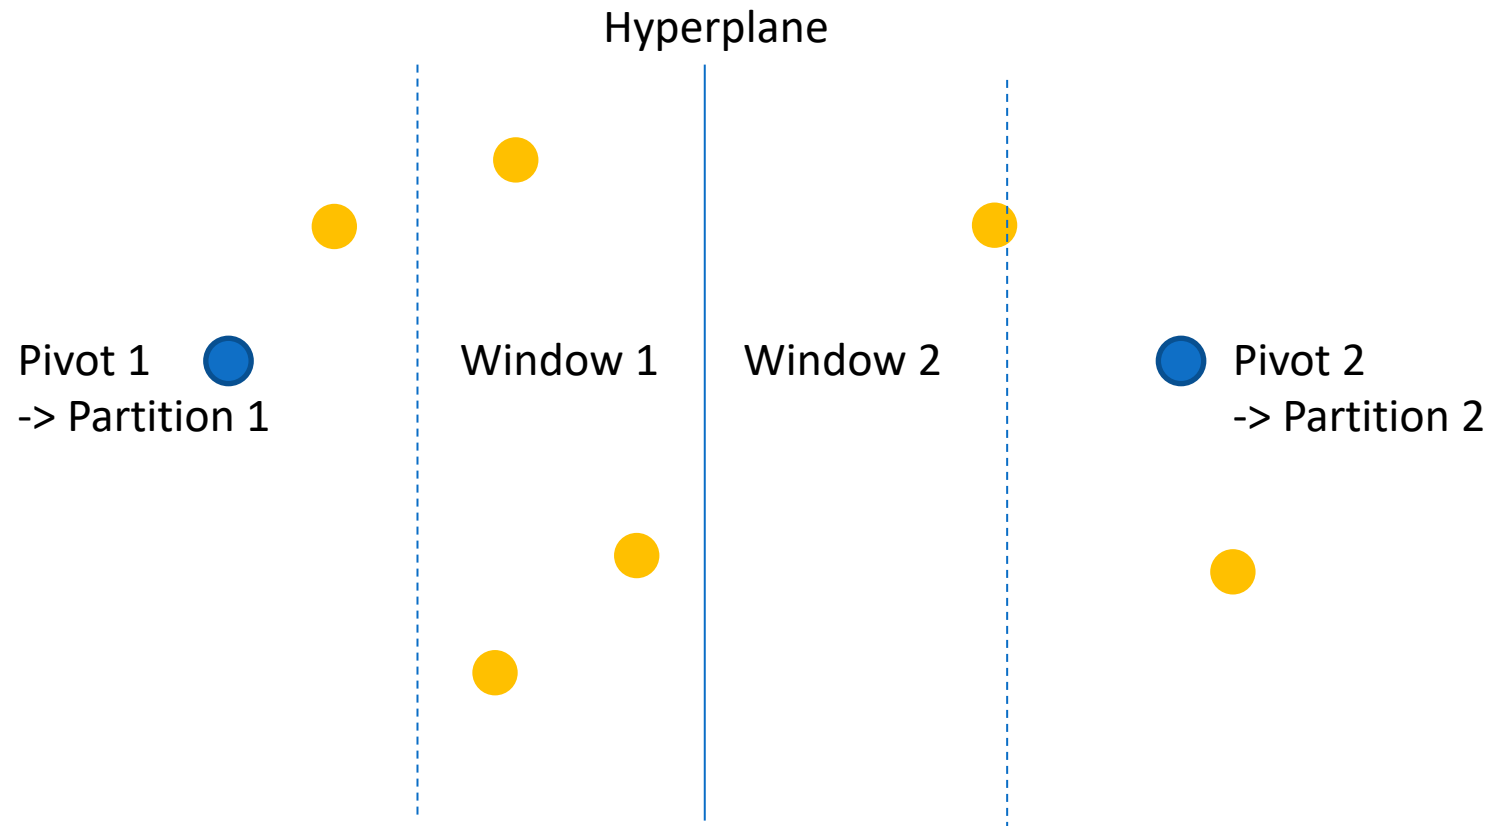 Hyperplane
Pivot 1
-> Partition 1
Window 1
Window 2
Pivot 2
-> Partition 2